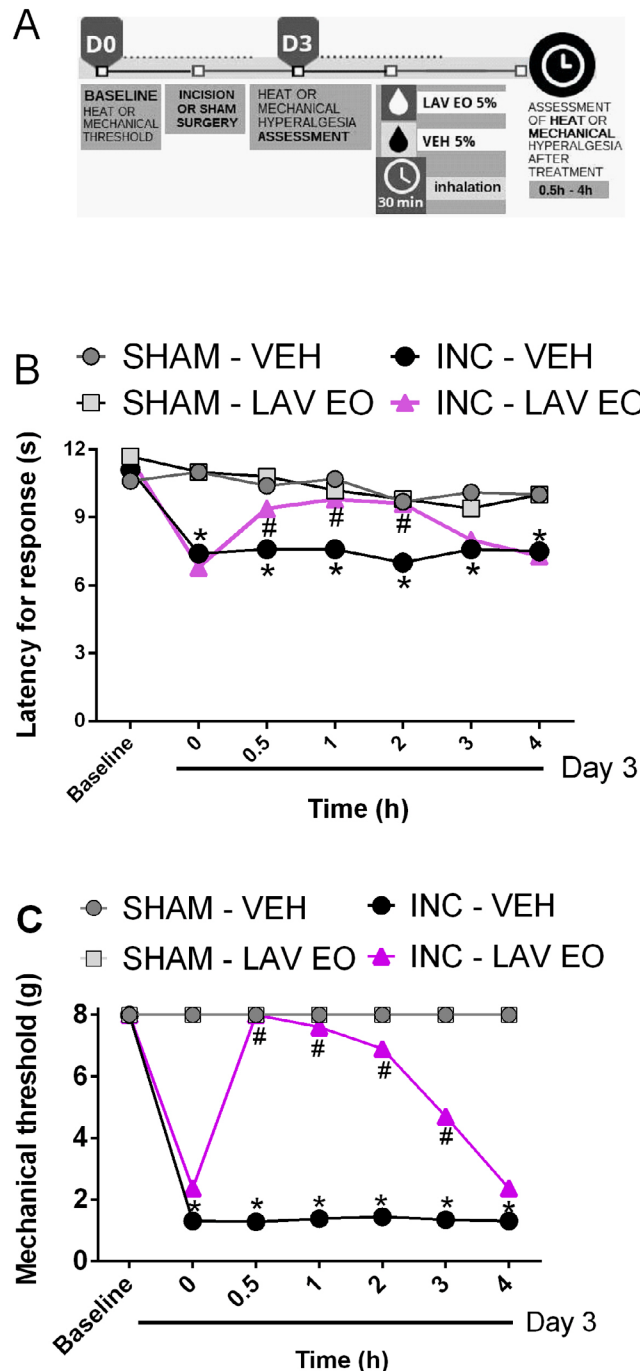 A
D0
D3
BASELINE
HEAT OR
MECHANICAL
THRESHOLD
INCISION
OR SHAM
SURGERY
HEAT OR
MECHANICAL
HYPERALGESIA
ASSESSMENT
LAV EO 5%
VEH 5%
30 min
inhalation
ASSESSMENT
OF HEAT OR
MECHANICAL
HYPERALGESIA
AFTER
TREATMENT
0.5h - 4h
B
SHAM - VEH
INC - VEH
SHAM - LAV EO
INC - LAV EO
Latency for response (s)
12
9
6
3
0
*
# # #
*
* * * *
Baseline
0
0.5
1
2
3
4
Day 3
Time (h)
C
SHAM - VEH
INC - VEH
SHAM - LAV EO
INC - LAV EO
Mechanical threshold (g)
8
6
4
2
0
# # # #
* * * * * *
Baseline
0
0.5
1
2
3
4
Day 3
Time (h)